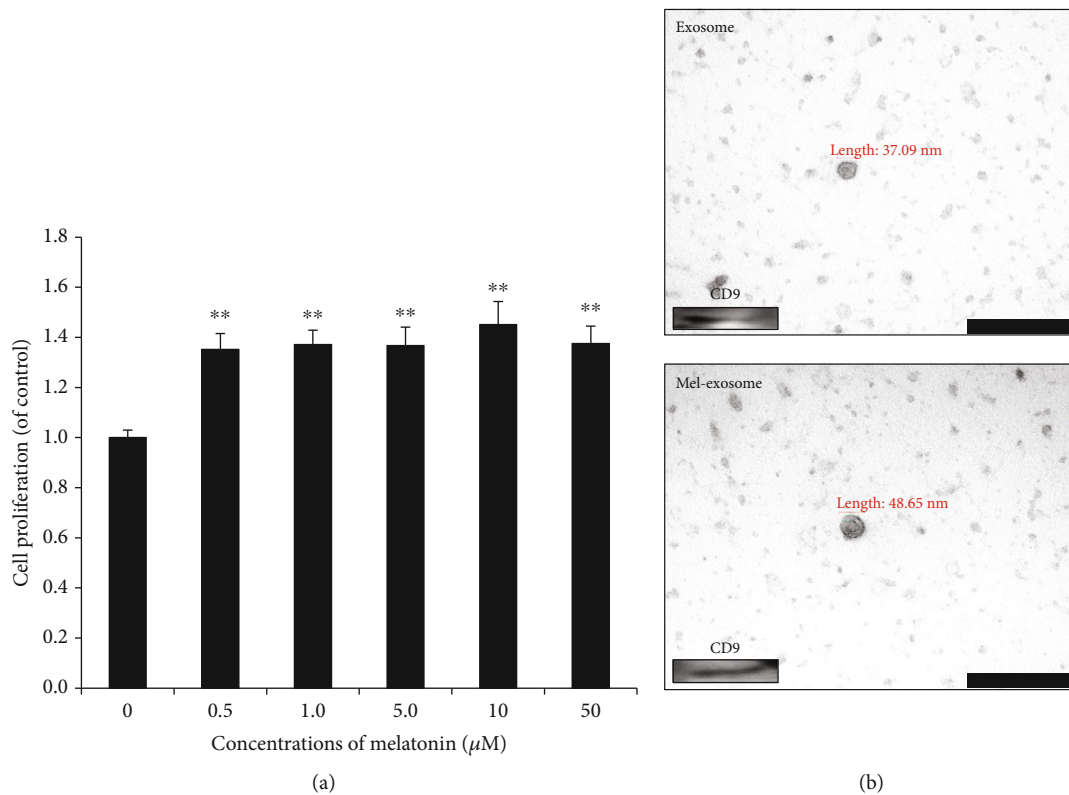 Cell proliferation (of control)
1.8
1.6
1.4
1.2
1.0
0.8
0.6
0.4
0.2
0.0
** ** ** ** **
0 0.5 1.0 5.0 10 50
Concentrations of melatonin (μM)
(a)
Exosome
Length: 37.09 nm
CD9
Mel-exosome
Length: 48.65 nm
CD9
(b)